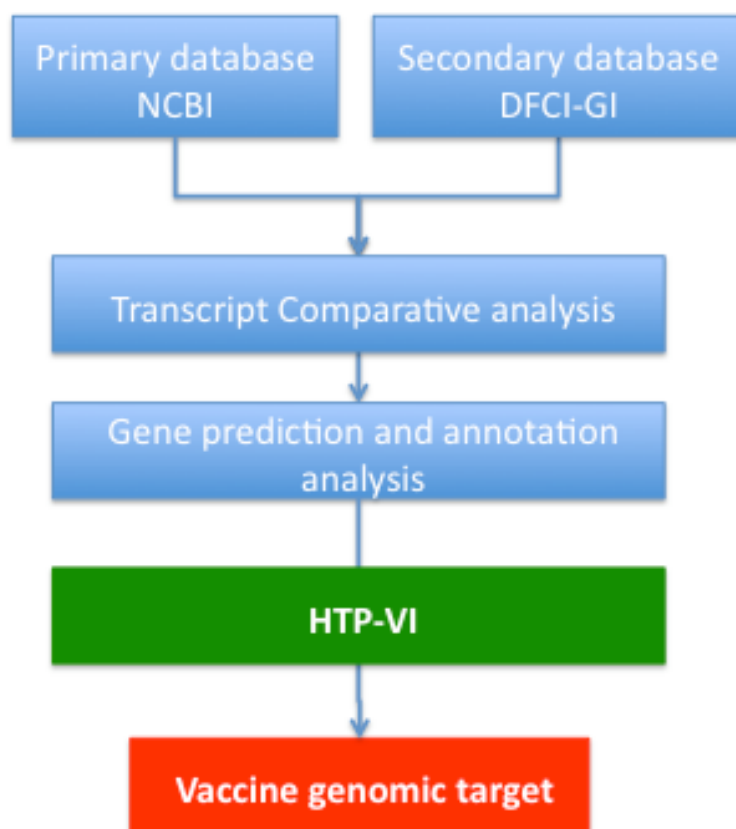 Primary database
NCBI
Secondary database
DFCI-GI
Transcript Comparative analysis
Gene prediction and annotation
analysis
HTP-VI
Vaccine genomic target